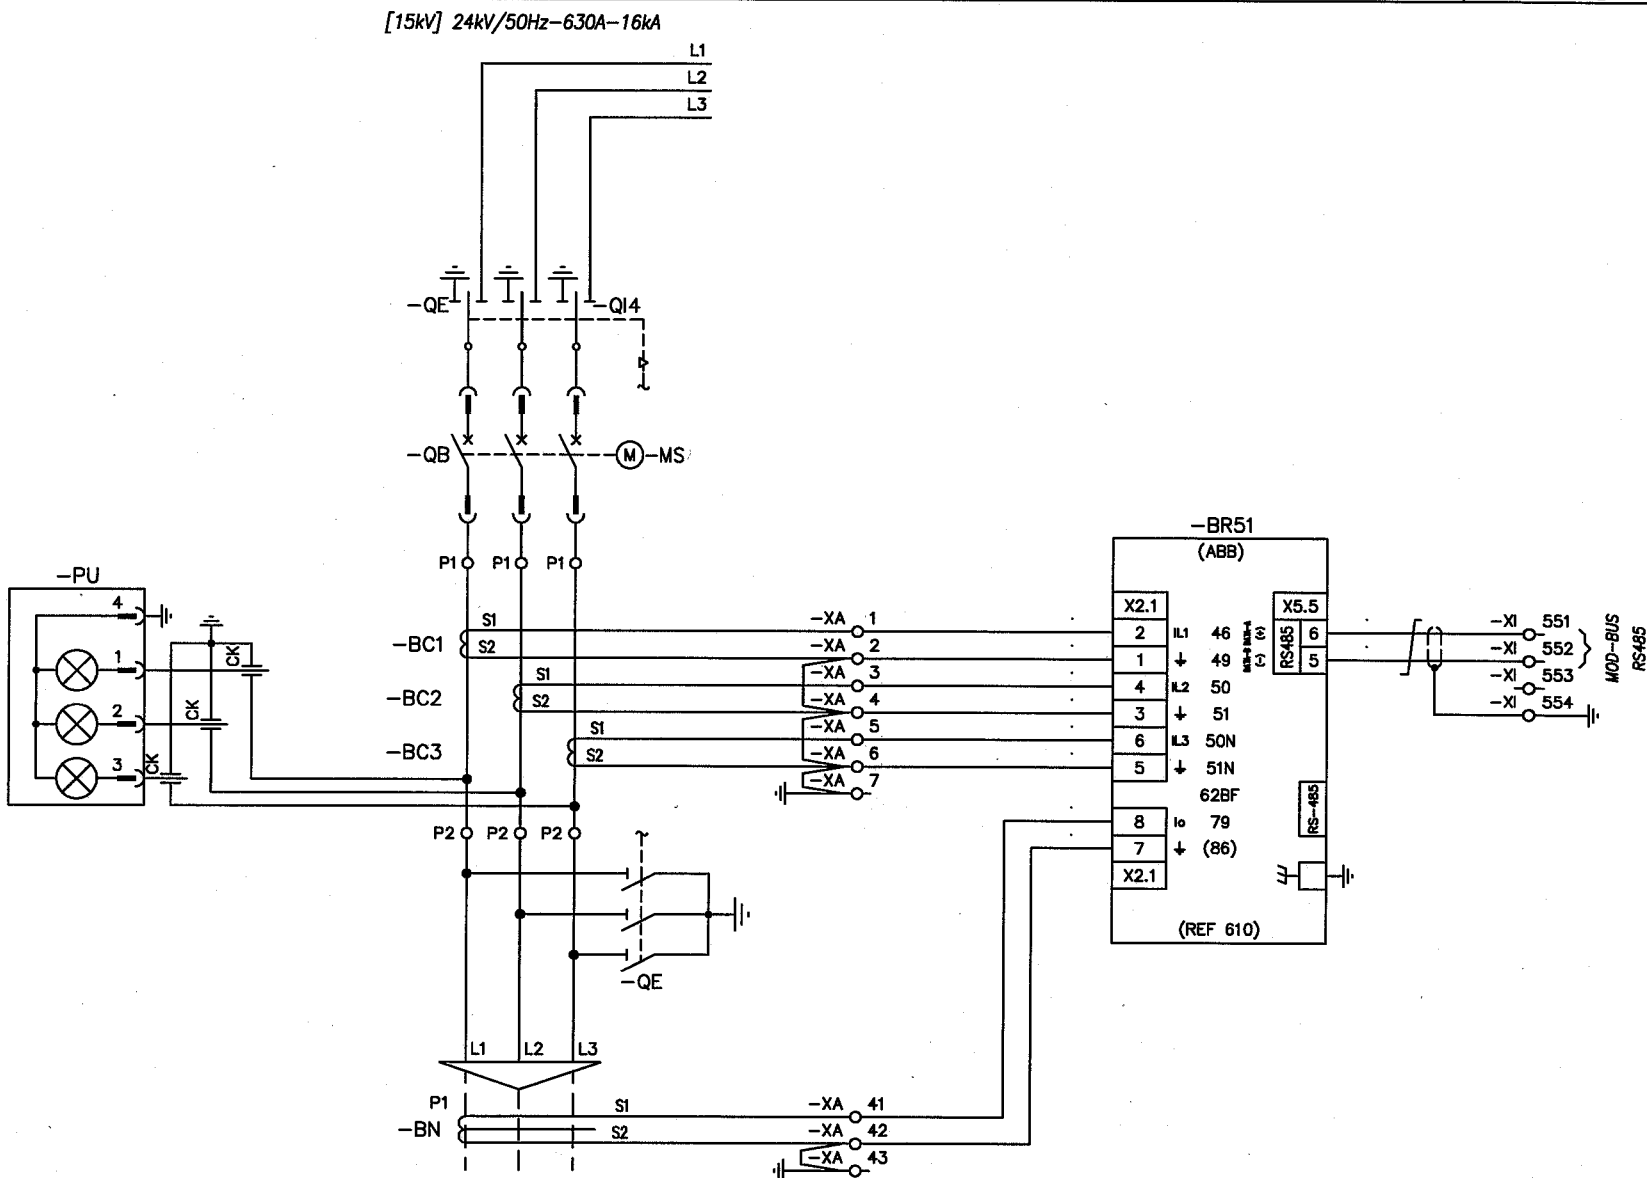 [15kV] 24kV/50Hz-630A-16kA
L1
L2
L3
-QE
-QI4
-QB
M
-MS
P1
P1
P1
-PU
4
1
2
3
CK
CK
CK
-BC1
S1
S2
-BC2
S1
S2
-BC3
S1
S2
-XA 1
-XA 2
-XA 3
-XA 4
-XA 5
-XA 6
-XA 7
-BR51
(ABB)
X2.1
X5.5
2 IL1 46
1 49
4 IL2 50
3 51
6 IL3 50N
5 51N
62BF
8 Io 79
7 (86)
X2.1
DATA-A (+)
DATA-B (-)
RS485
6
5
RS-485
(REF 610)
-XI 551
-XI 552
-XI 553
-XI 554
MOD-BUS
RS485
P2
P2
P2
-QE
L1
L2
L3
P1
-BN
S1
S2
-XA 41
-XA 42
-XA 43